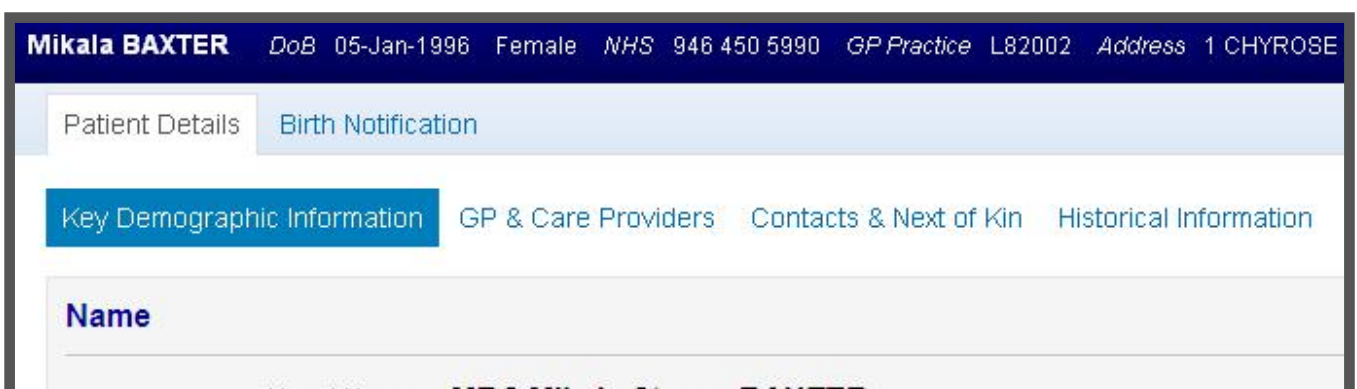 Mikala BAXTER DoB 05-Jan-1996 Female NHS 946 450 5990 GP Practice L82002 Address 1 CHYROSE
Patient Details Birth Notification
Key Demographic Information GP & Care Providers Contacts & Next of Kin Historical Information
Name